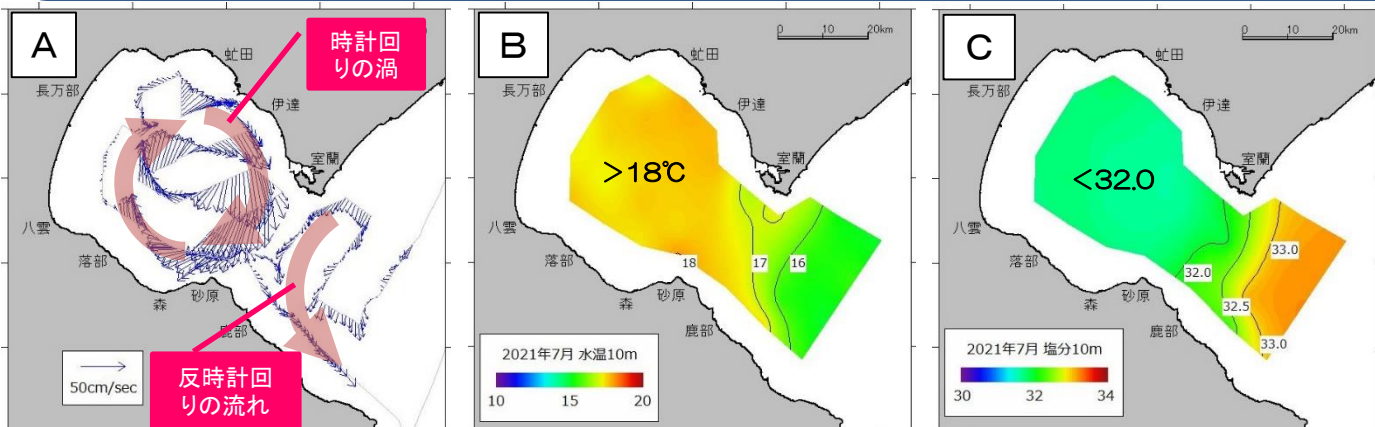 A
時計回
りの渦
虻田
長万部
伊達
室蘭
八雲
落部
森
砂原
鹿部
50cm/sec
反時計回
りの流れ
B
0 10 20km
虻田
長万部
伊達
>18℃
室蘭
八雲
落部
18
17
16
森
砂原
鹿部
2021年7月 水温10m
10 15 20
C
0 10 20km
虻田
長万部
伊達
<32.0
室蘭
八雲
落部
32.0
33.0
森
砂原
32.5
鹿部
33.0
2021年7月 塩分10m
30 32 34